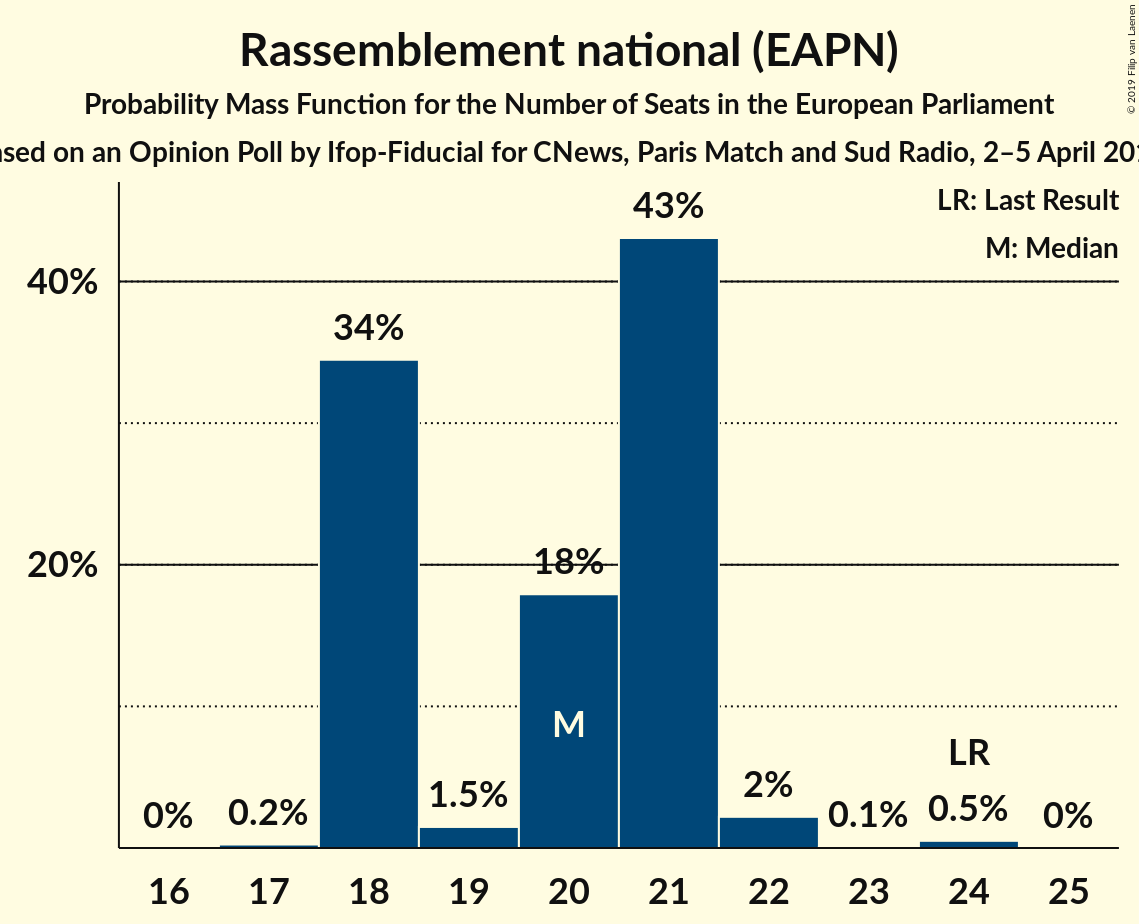 Rassemblement national (EAPN)
Probability Mass Function for the Number of Seats in the European Parliament
on an Opinion Poll by Ifop-Fiducial for CNews, Paris Match and Sud Radio, 2–5 April
© 2019 Filip van Laenen
LR: Last Result
M: Median
43%
40%
34%
20%
18%
M
LR
0%
0.2%
1.5%
2%
0.1%
0.5%
0%
16 17 18 19 20 21 22 23 24 25